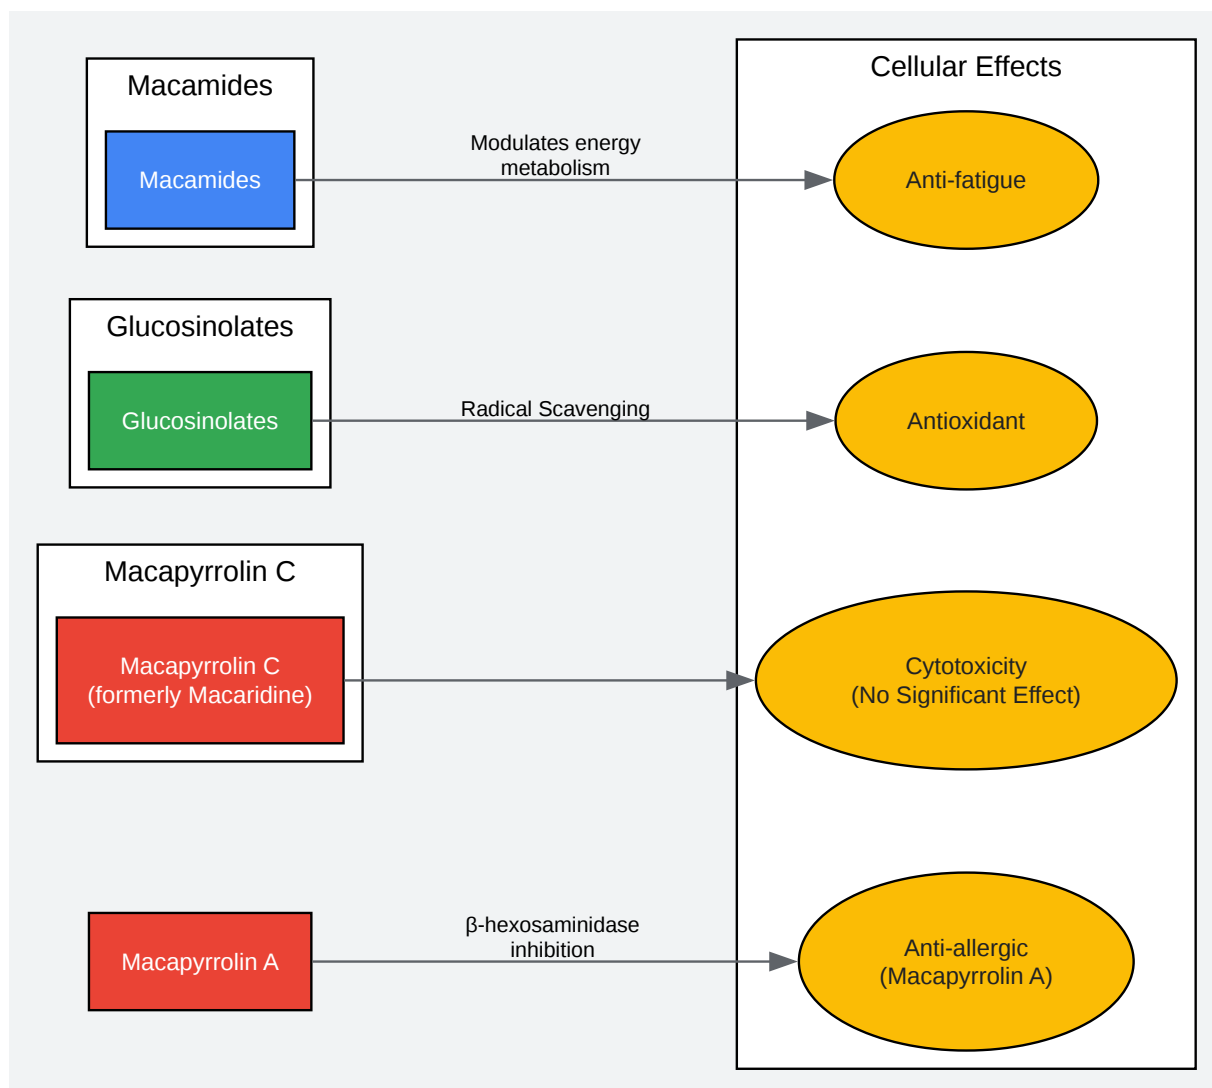 Cellular Effects
Macamides
Macamides
Modulates energy
metabolism
Anti-fatigue
Glucosinolates
Glucosinolates
Radical Scavenging
Antioxidant
Macapyrrolin C
Macapyrrolin C
(formerly Macaridine)
Cytotoxicity
(No Significant Effect)
Macapyrrolin A
β-hexosaminidase
inhibition
Anti-allergic
(Macapyrrolin A)